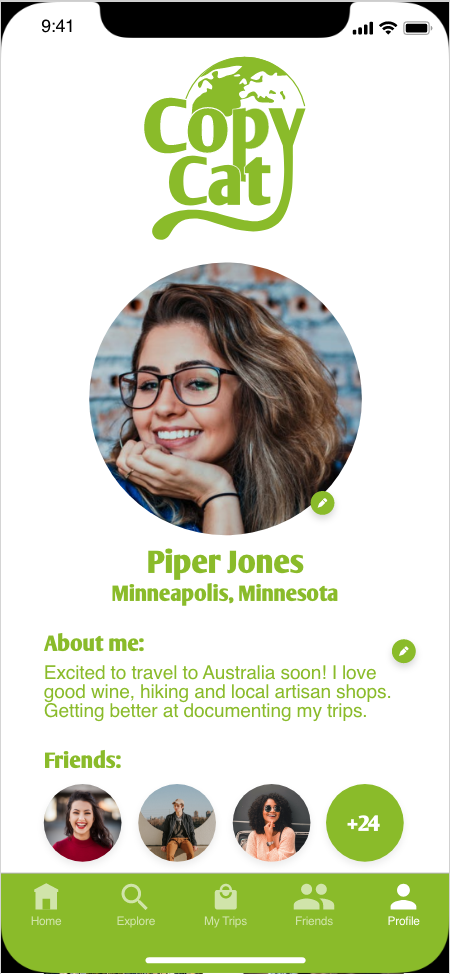 9:41
Copy
Cat
Piper Jones
Minneapolis, Minnesota
About me:
Excited to travel to Australia soon! I love
good wine, hiking and local artisan shops.
Getting better at documenting my trips.
Friends:
+24
Home Explore My Trips Friends Profile